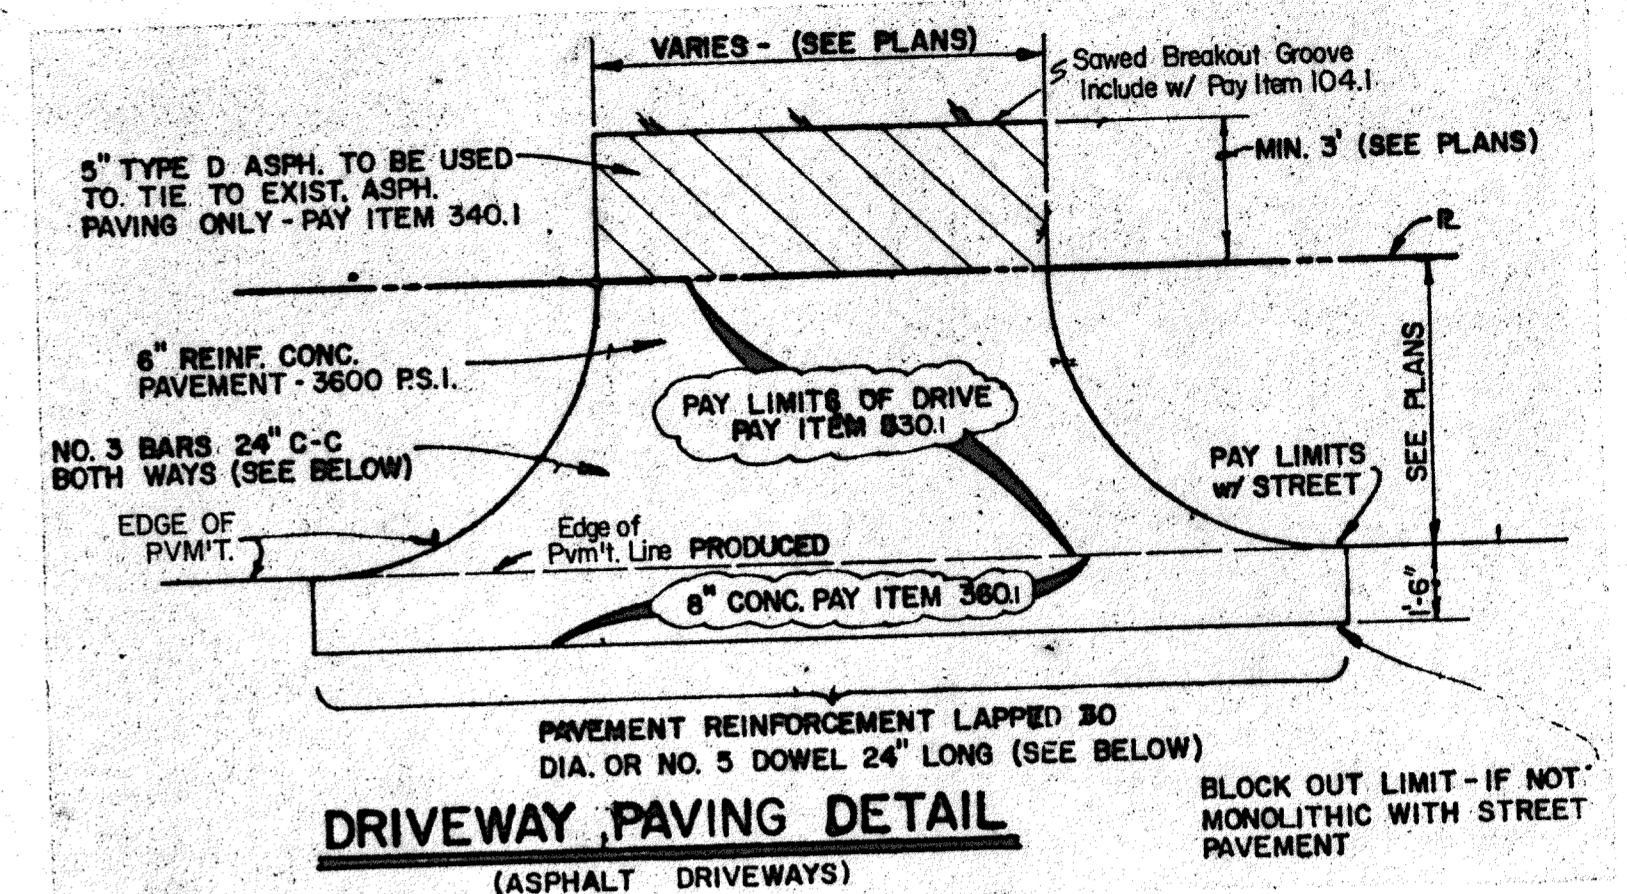 VARIES - (SEE PLANS)
Sawed Breakout Groove
Include w/ Pay Item 104.1
5" TYPE D ASPH. TO BE USED
TO TIE TO EXIST. ASPH.
PAVING ONLY - PAY ITEM 340.1
MIN. 3' (SEE PLANS)
PL
6" REINF. CONC.
PAVEMENT - 3600 P.S.I.
PAY LIMITS OF DRIVE
PAY ITEM 530.1
NO. 3 BARS 24" C-C
BOTH WAYS (SEE BELOW)
SEE PLANS
PAY LIMITS
w/ STREET
EDGE OF
PVM'T.
Edge of
Pvm't. Line PRODUCED
8" CONC. PAY ITEM 360.1
1'-6"
PAVEMENT REINFORCEMENT LAPPED 30
DIA. OR NO. 5 DOWEL 24" LONG (SEE BELOW)
BLOCK OUT LIMIT - IF NOT
MONOLITHIC WITH STREET
PAVEMENT
DRIVEWAY PAVING DETAIL
(ASPHALT DRIVEWAYS)